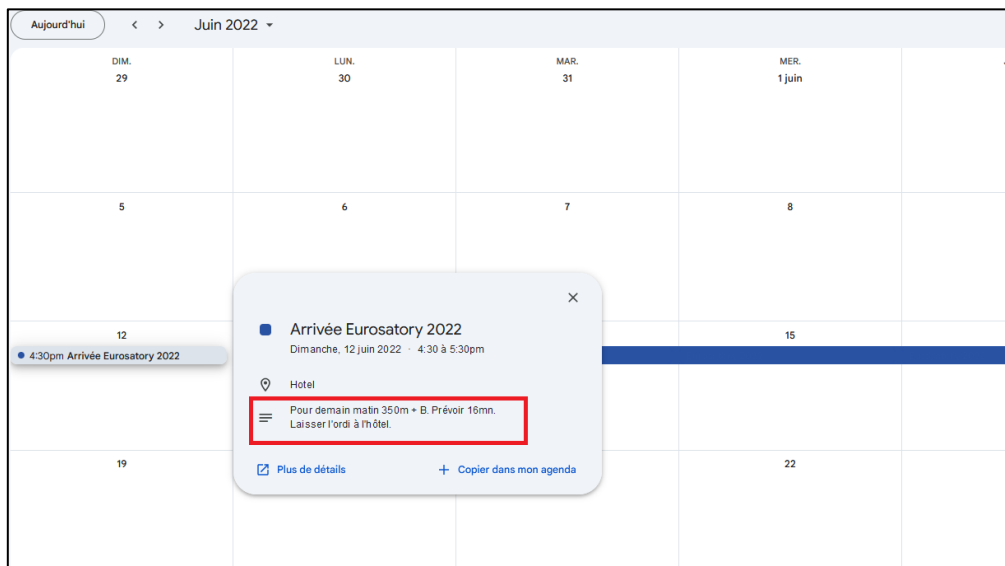 Aujourd'hui < > Juin 2022
DIM. LUN. MAR. MER.
29 30 31 1 juin
5 6 7 8
12 15
4:30pm Arrivée Eurosatory 2022
Arrivée Eurosatory 2022
Dimanche, 12 juin 2022 · 4:30 à 5:30pm
Hotel
Pour demain matin 350m + B. Prévoir 16mn.
Laisser l'ordi à l'hôtel.
Plus de détails
Copier dans mon agenda
19 22